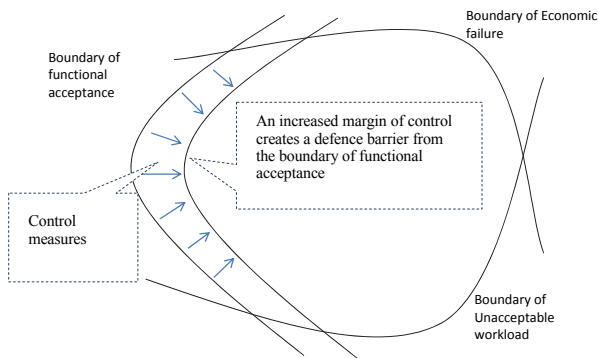 Boundary of Economic
failure
Boundary of
functional
acceptance
An increased margin of control
creates a defence barrier from
the boundary of functional
acceptance
Control
measures
Boundary of
Unacceptable
workload